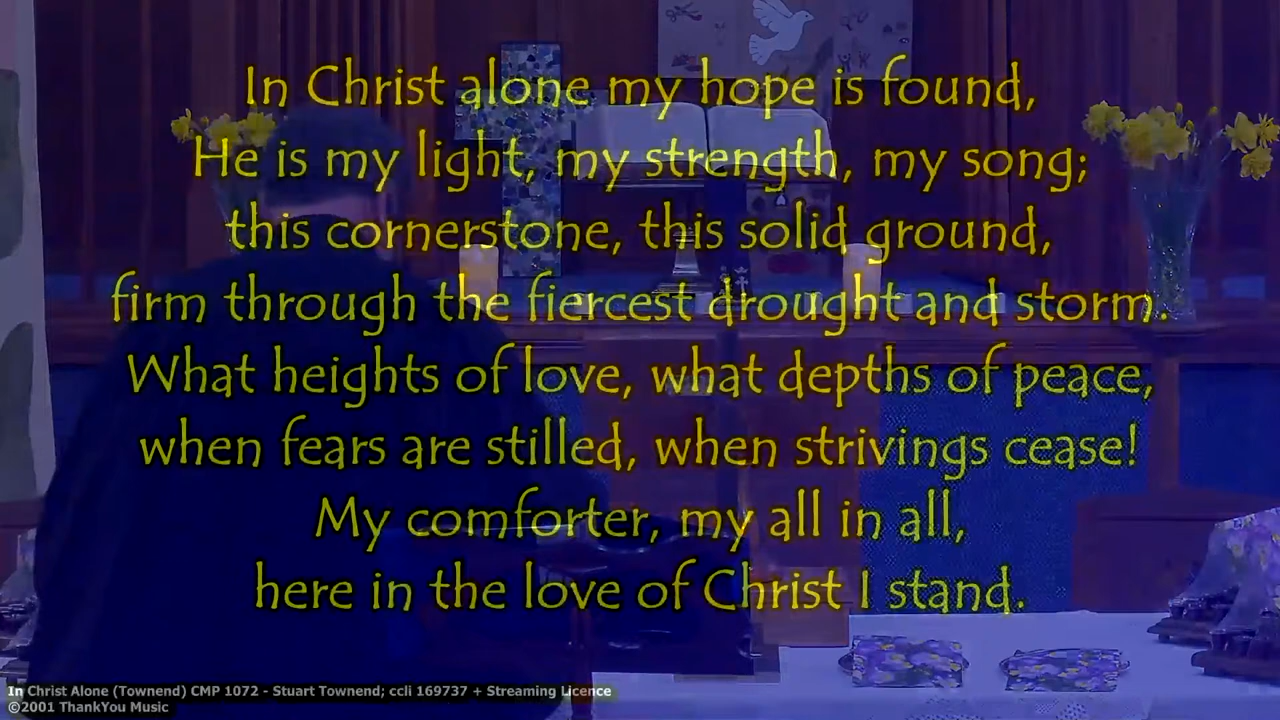 In Christ alone my hope is found,
He is my light, my strength, my song;
this cornerstone, this solid ground,
firm through the fiercest drought and storm.
What heights of love, what depths of peace,
when fears are stilled, when strivings cease!
My comforter, my all in all,
here in the love of Christ I stand.
In Christ Alone (Townend) CMP 1072 - Stuart Townend; ccli 169737 + Streaming Licence
©2001 ThankYou Music